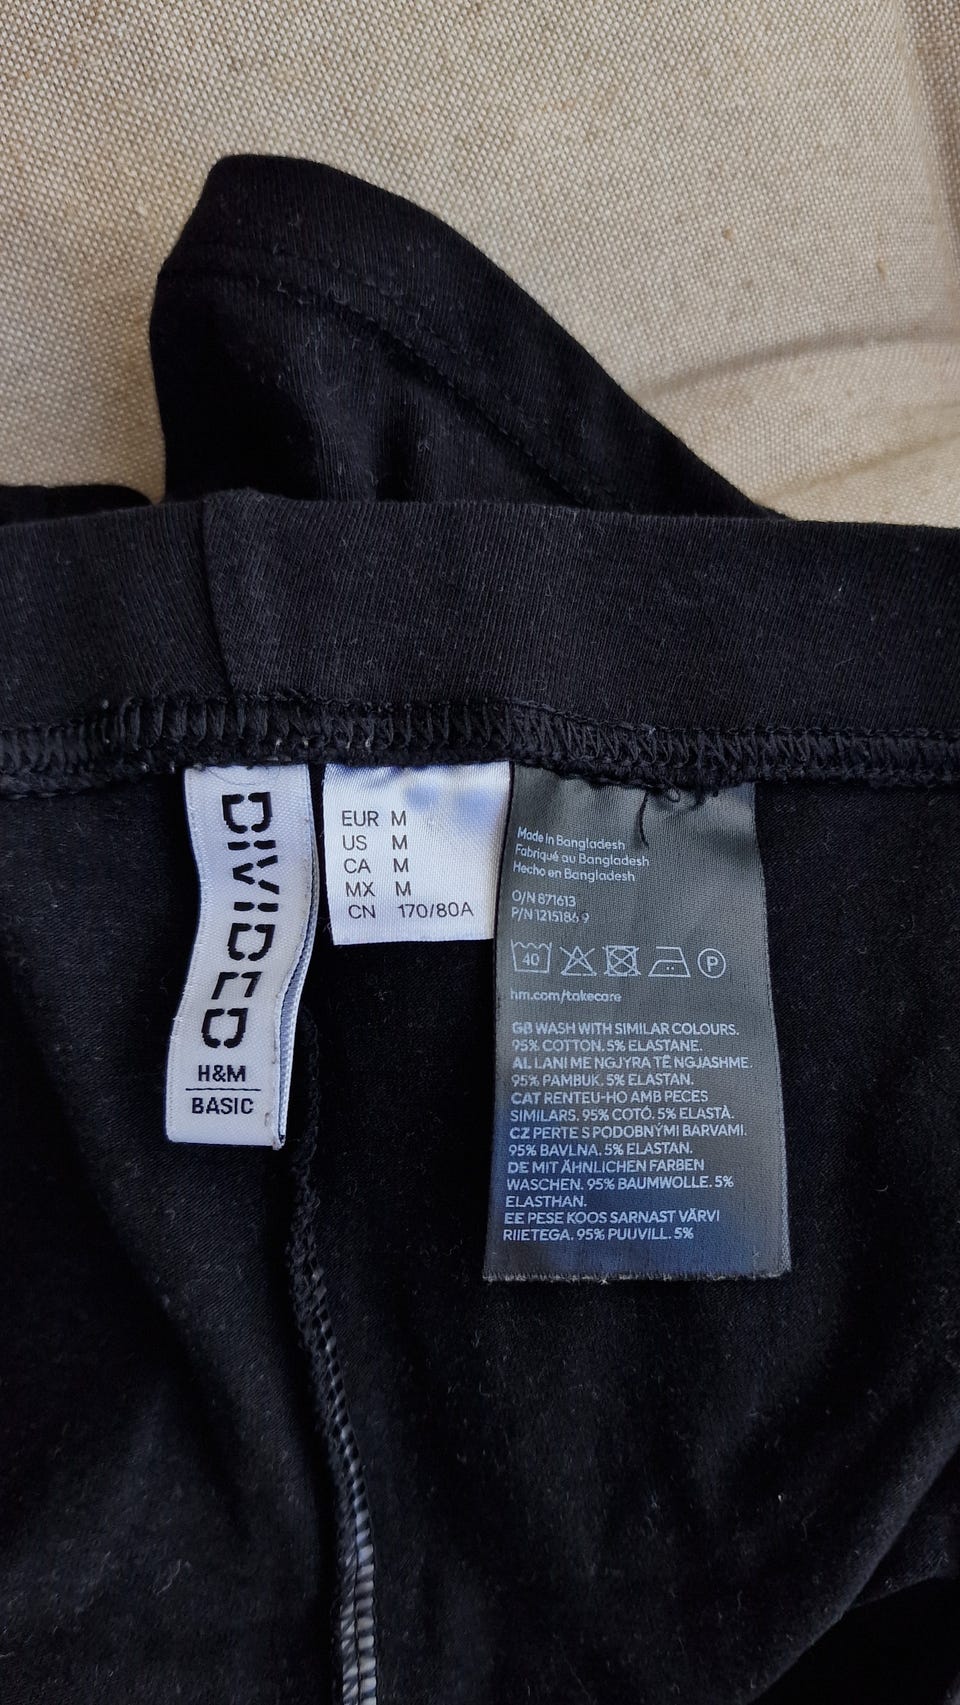 DIVIDED
H&M
BASIC
EUR M
US M
CA M
MX M
CN 170/80A
Made in Bangladesh
Fabriqué au Bangladesh
Hecho en Bangladesh
O/N 871613
P/N 1215186 9
40
P
hm.com/takecare
GB WASH WITH SIMILAR COLOURS.
95% COTTON. 5% ELASTANE.
AL LANI ME NGJYRA TË NGJASHME.
95% PAMBUK. 5% ELASTAN.
CAT RENTEU-HO AMB PECES
SIMILARS. 95% COTÓ. 5% ELASTÀ.
CZ PERTE S PODOBNÝMI BARVAMI.
95% BAVLNA. 5% ELASTAN.
DE MIT ÄHNLICHEN FARBEN
WASCHEN. 95% BAUMWOLLE. 5%
ELASTHAN.
EE PESE KOOS SARNAST VÄRVI
RIIETEGA. 95% PUUVILL. 5%